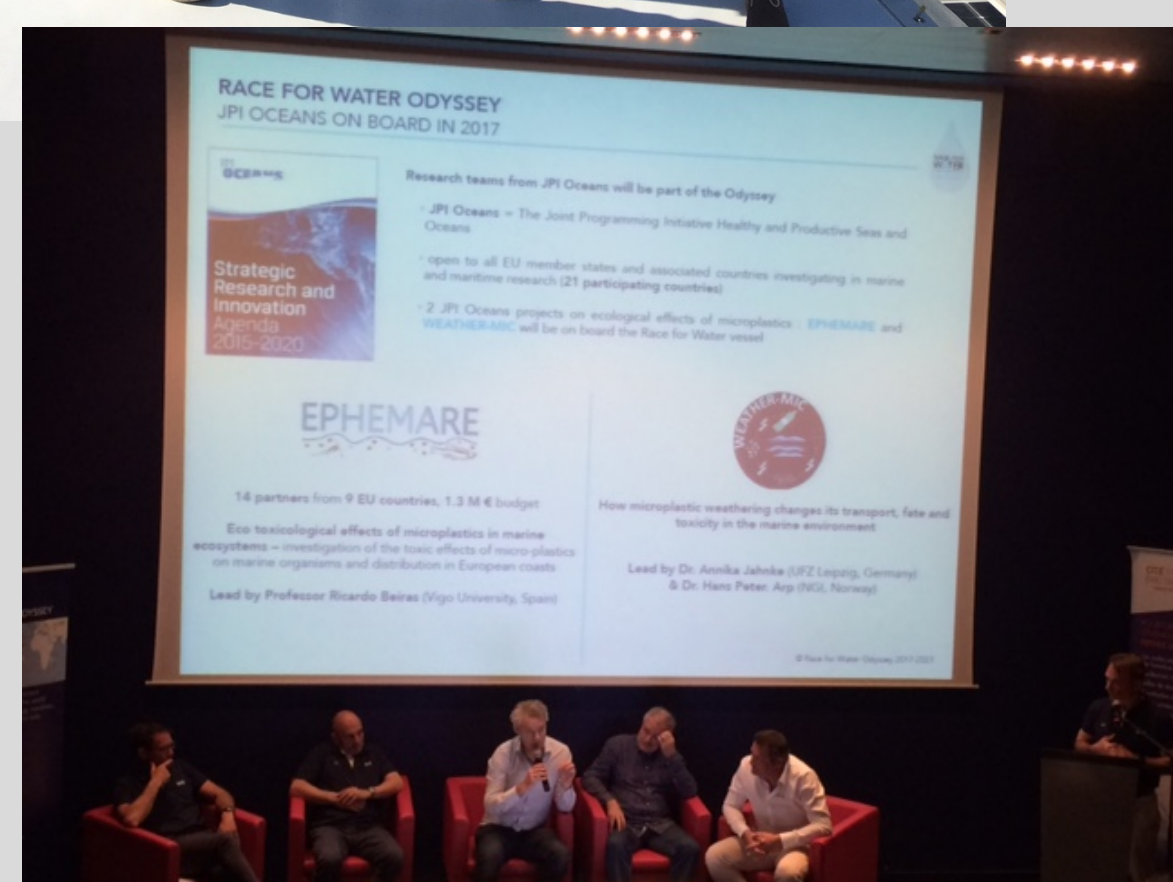 RACE FOR WATER ODYSSEY
JPI OCEANS ON BOARD IN 2017
JPI
OCEANS
Strategic
Research and
Innovation
Agenda
2015-2020
Research teams from JPI Oceans will be part of the Odyssey
- JPI Oceans = The Joint Programming Initiative Healthy and Productive Seas and
Oceans
- open to all EU member states and associated countries investigating in marine
and maritime research (21 participating countries)
- 2 JPI Oceans projects on ecological effects of microplastics : EPHEMARE and
WEATHER-MIC will be on board the Race for Water vessel
EPHEMARE
14 partners from 9 EU countries, 1.3 M € budget
Eco toxicological effects of microplastics in marine
ecosystems – investigation of the toxic effects of micro-plastics
on marine organisms and distribution in European coasts
Lead by Professor Ricardo Beiras (Vigo University, Spain)
WEATHER-MIC
How microplastic weathering changes its transport, fate and
toxicity in the marine environment
Lead by Dr. Annika Jahnke (UFZ Leipzig, Germany)
& Dr. Hans Peter. Arp (NGI, Norway)
© Race for Water Odyssey 2017-2021